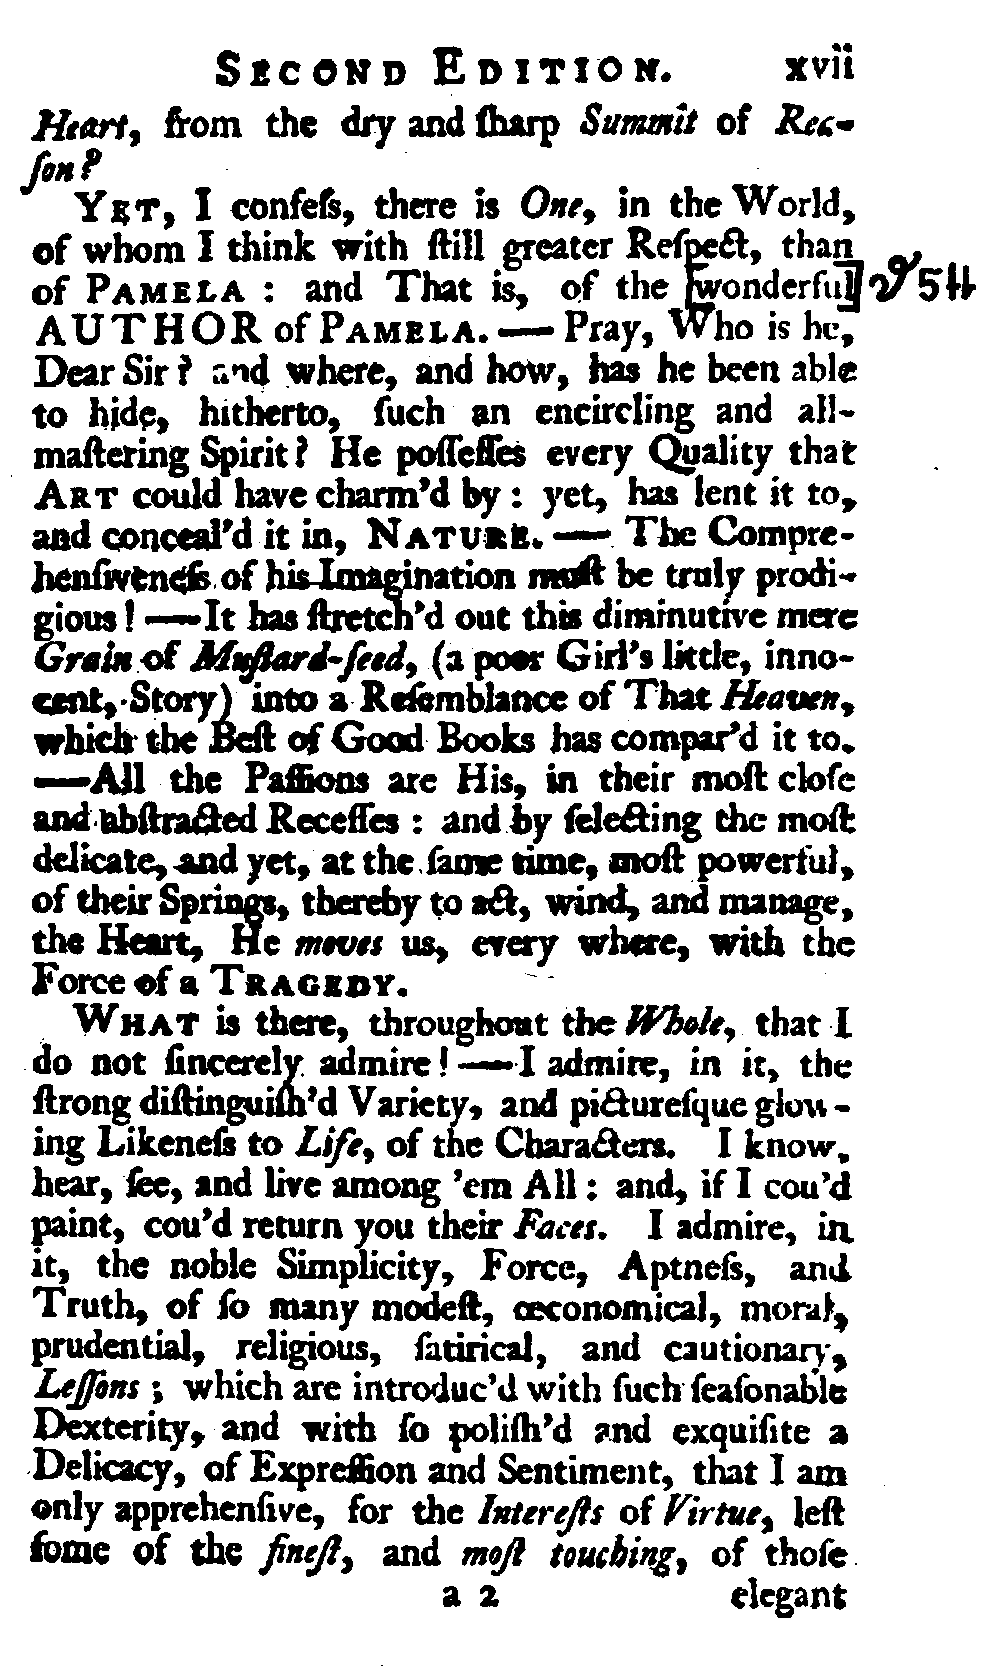 SECOND EDITION. xvii
Heart, from the dry and ſharp Summit of Rea-
ſon?
YET, I confeſs, there is One, in the World,
of whom I think with ſtill greater Reſpect, than
of PAMELA : and That is, of the [wonderful]
AUTHOR of PAMELA. — Pray, Who is he,
Dear Sir? and where, and how, has he been able
to hide, hitherto, ſuch an encircling and all-
maſtering Spirit? He poſſeſſes every Quality that
ART could have charm'd by : yet, has lent it to,
and conceal'd it in, NATURE. — The Compre-
henſiveneſs of his Imagination muſt be truly prodi-
gious! — It has ſtretch'd out this diminutive mere
Grain of Muſtard-ſeed, (a poor Girl's little, inno-
cent, Story) into a Reſemblance of That Heaven,
which the Beſt of Good Books has compar'd it to.
—All the Paſſions are His, in their moſt cloſe
and abſtracted Receſſes : and by ſelecting the moſt
delicate, and yet, at the ſame time, moſt powerful,
of their Springs, thereby to act, wind, and manage,
the Heart, He moves us, every where, with the
Force of a TRAGEDY.
WHAT is there, throughout the Whole, that I
do not ſincerely admire! — I admire, in it, the
ſtrong diſtinguiſh'd Variety, and pictureſque glow-
ing Likeneſs to Life, of the Characters. I know,
hear, ſee, and live among 'em All : and, if I cou'd
paint, cou'd return you their Faces. I admire, in
it, the noble Simplicity, Force, Aptneſs, and
Truth, of ſo many modeſt, œconomical, moral,
prudential, religious, ſatirical, and cautionary,
Leſſons ; which are introduc'd with ſuch ſeaſonable
Dexterity, and with ſo poliſh'd and exquiſite a
Delicacy, of Expreſſion and Sentiment, that I am
only apprehenſive, for the Intereſts of Virtue, leſt
ſome of the fineſt, and moſt touching, of thoſe
a 2 elegant